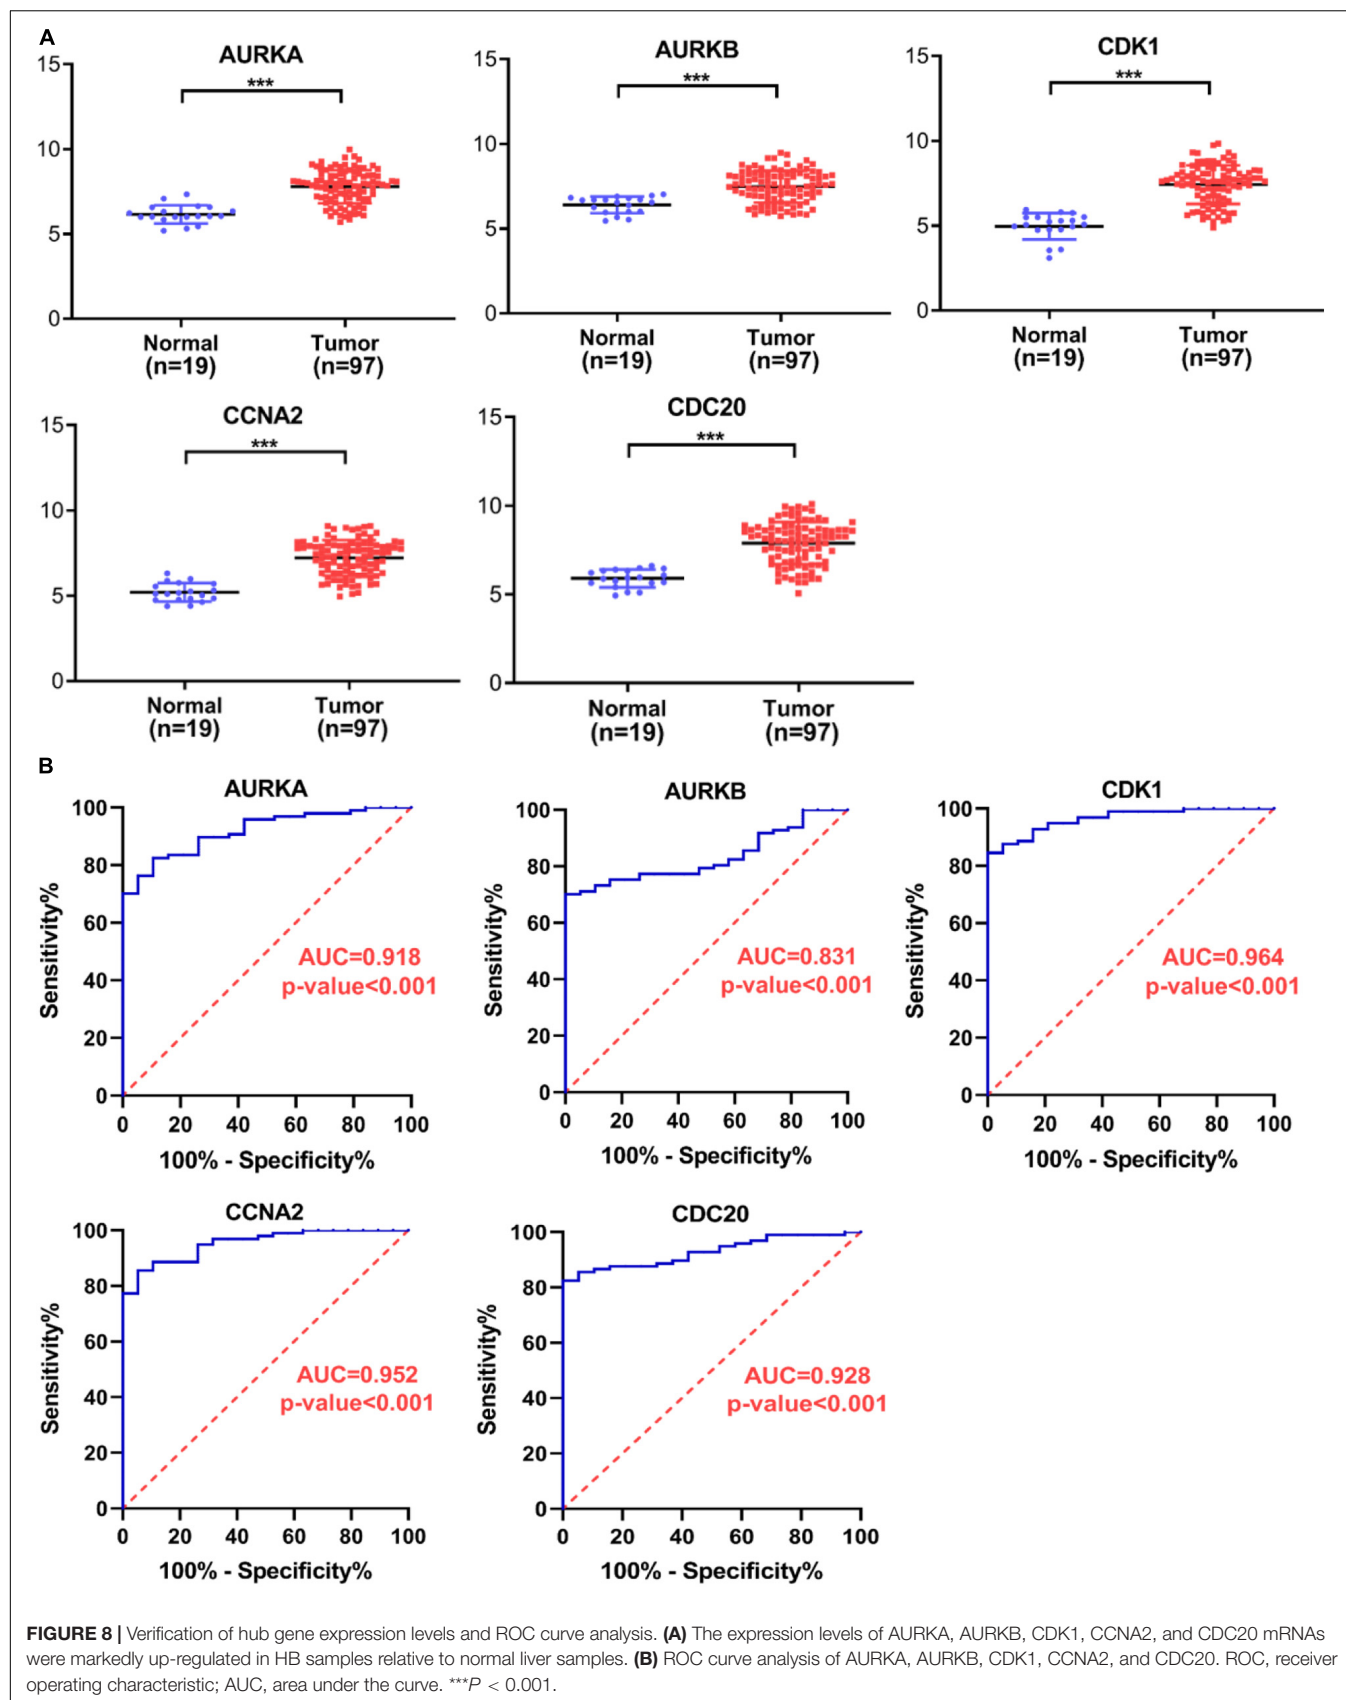 A
AURKA
***
15
10
5
0
Normal
(n=19)
Tumor
(n=97)
AURKB
***
15
10
5
0
Normal
(n=19)
Tumor
(n=97)
CDK1
***
15
10
5
0
Normal
(n=19)
Tumor
(n=97)
CCNA2
***
15
10
5
0
Normal
(n=19)
Tumor
(n=97)
CDC20
***
15
10
5
0
Normal
(n=19)
Tumor
(n=97)
B
AURKA
Sensitivity%
100
80
60
40
20
0
AUC=0.918
p-value<0.001
0 20 40 60 80 100
100% - Specificity%
AURKB
Sensitivity%
100
80
60
40
20
0
AUC=0.831
p-value<0.001
0 20 40 60 80 100
100% - Specificity%
CDK1
Sensitivity%
100
80
60
40
20
0
AUC=0.964
p-value<0.001
0 20 40 60 80 100
100% - Specificity%
CCNA2
Sensitivity%
100
80
60
40
20
0
AUC=0.952
p-value<0.001
0 20 40 60 80 100
100% - Specificity%
CDC20
Sensitivity%
100
80
60
40
20
0
AUC=0.928
p-value<0.001
0 20 40 60 80 100
100% - Specificity%
FIGURE 8 | Verification of hub gene expression levels and ROC curve analysis. (A) The expression levels of AURKA, AURKB, CDK1, CCNA2, and CDC20 mRNAs
were markedly up-regulated in HB samples relative to normal liver samples. (B) ROC curve analysis of AURKA, AURKB, CDK1, CCNA2, and CDC20. ROC, receiver
operating characteristic; AUC, area under the curve. ***P < 0.001.